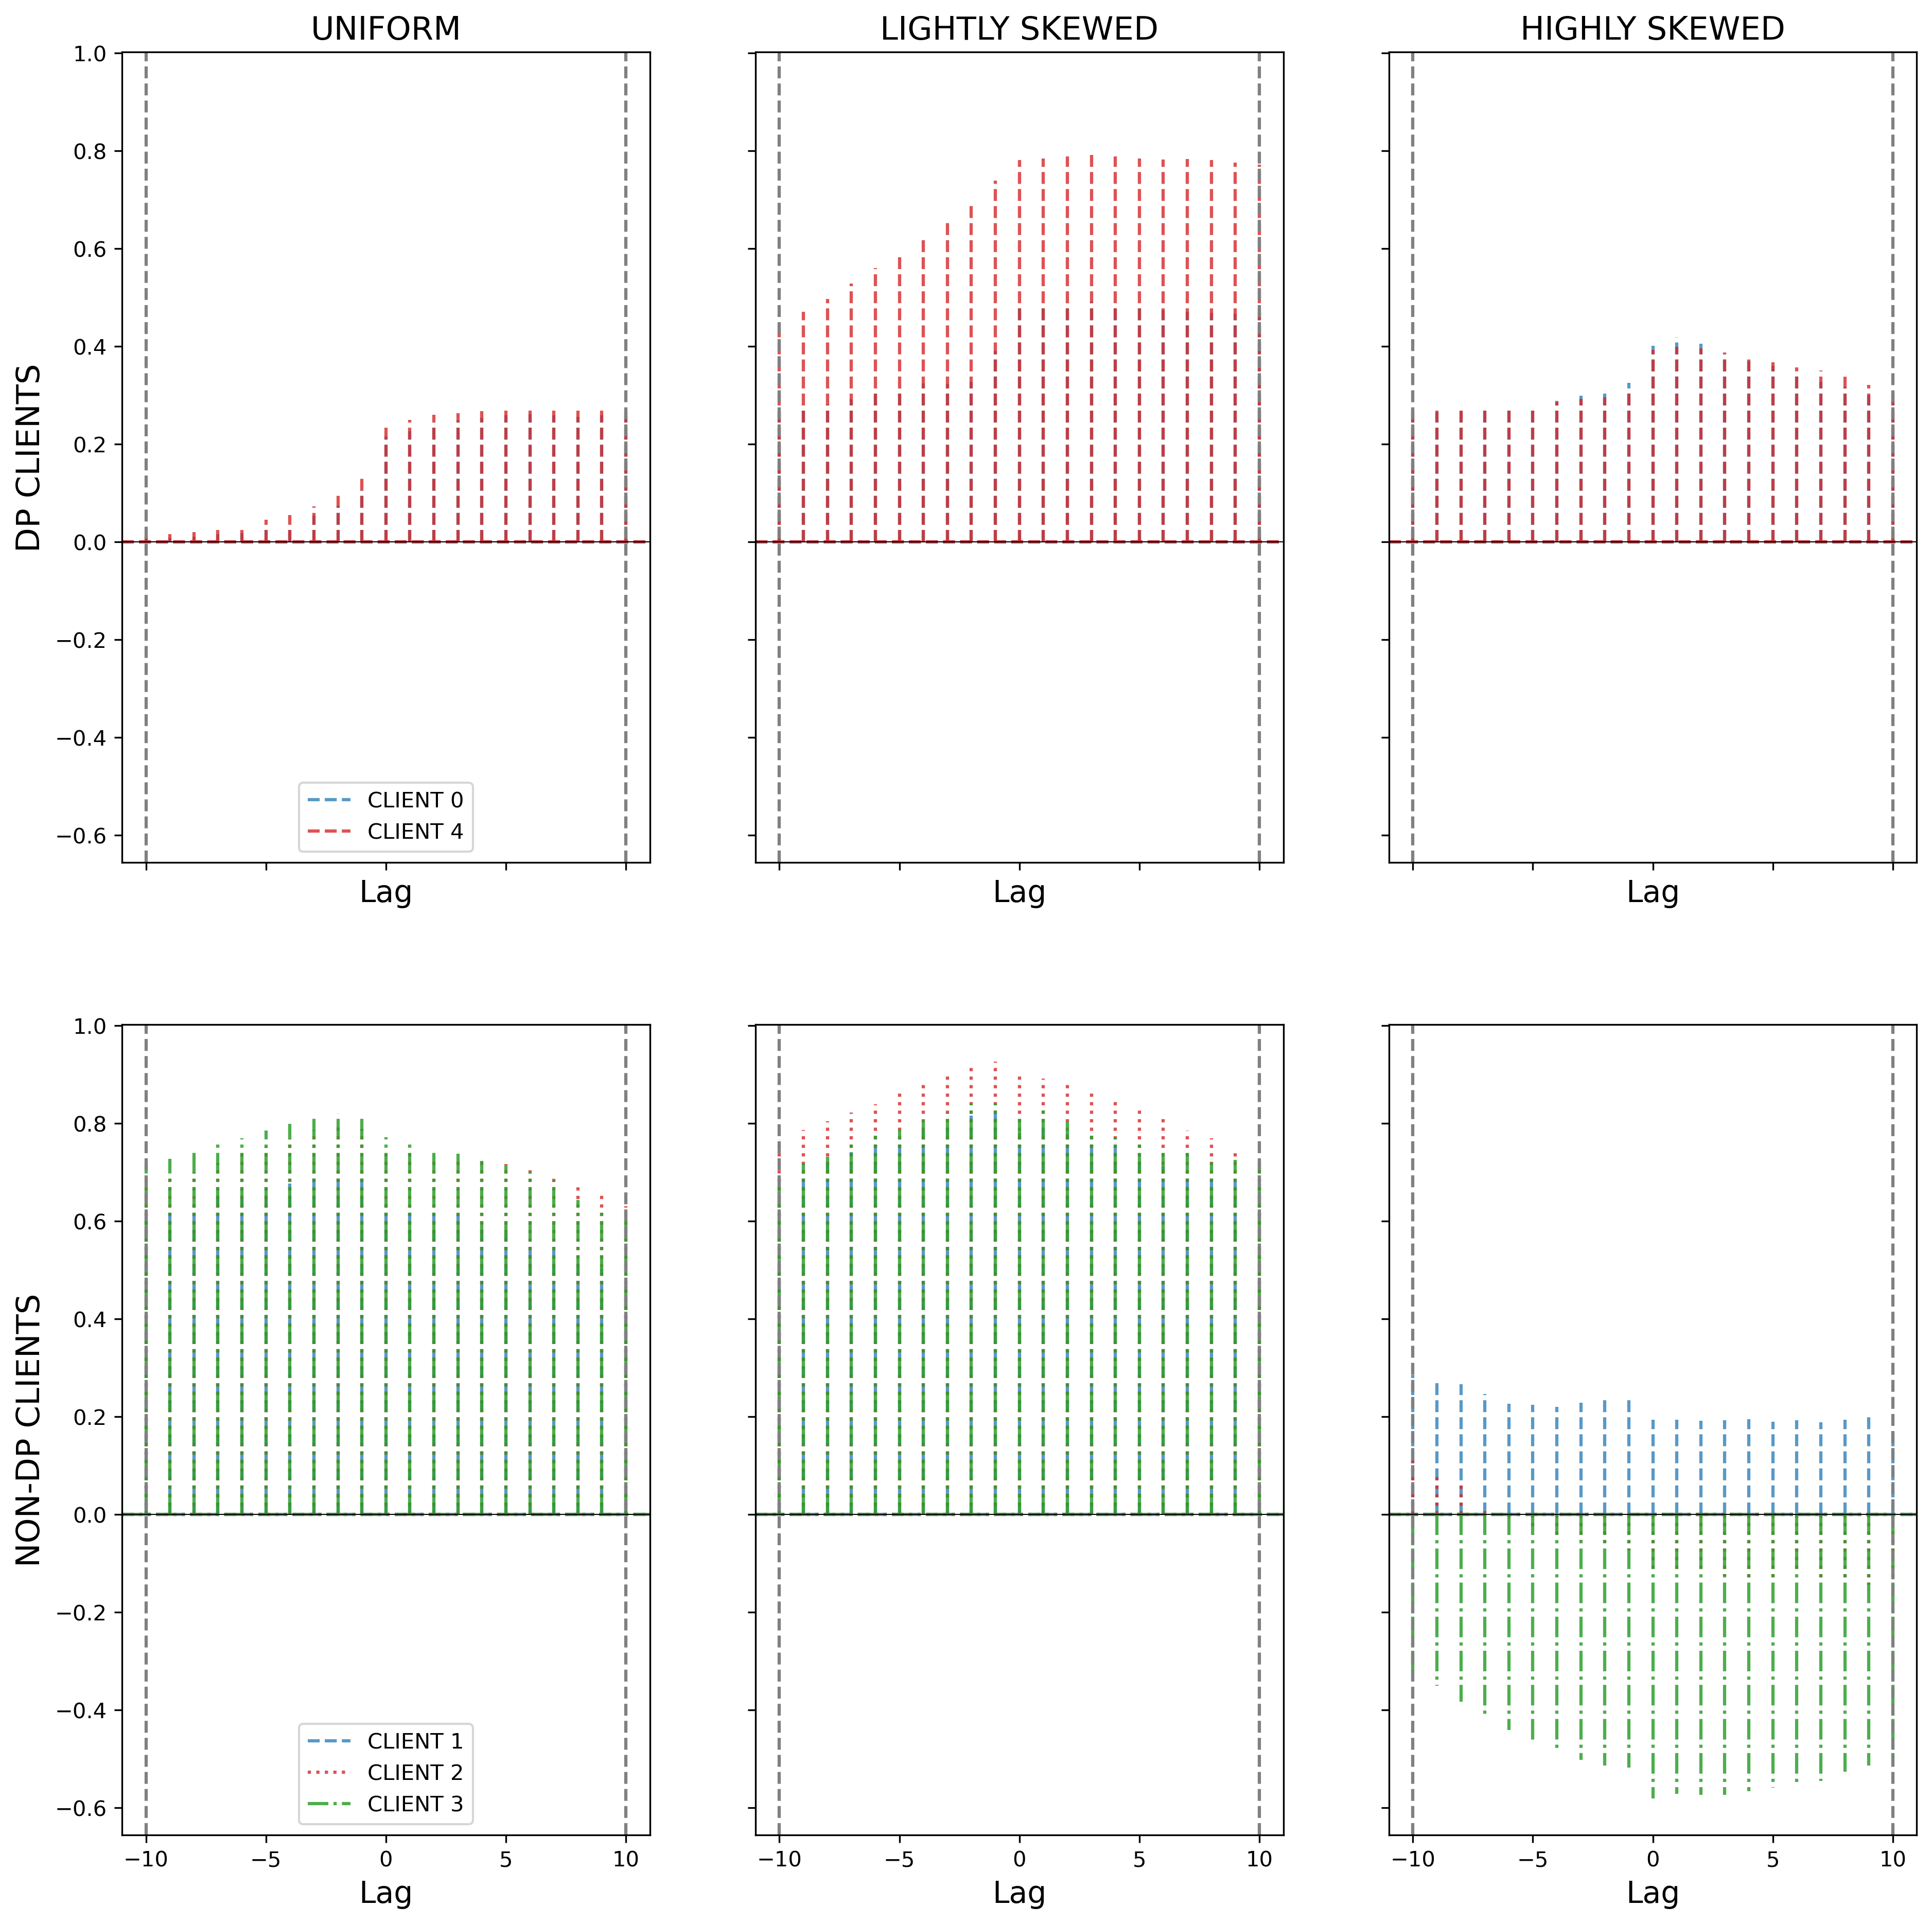 UNIFORM LIGHTLY SKEWED HIGHLY SKEWED
1.0
0.8
0.6
0.4
0.2
0.0
−0.2
−0.4
−0.6
DP CLIENTS
CLIENT 0
CLIENT 4
Lag Lag Lag
1.0
0.8
0.6
0.4
0.2
0.0
−0.2
−0.4
−0.6
NON-DP CLIENTS
CLIENT 1
CLIENT 2
CLIENT 3
−10 −5 0 5 10 −10 −5 0 5 10 −10 −5 0 5 10
Lag Lag Lag